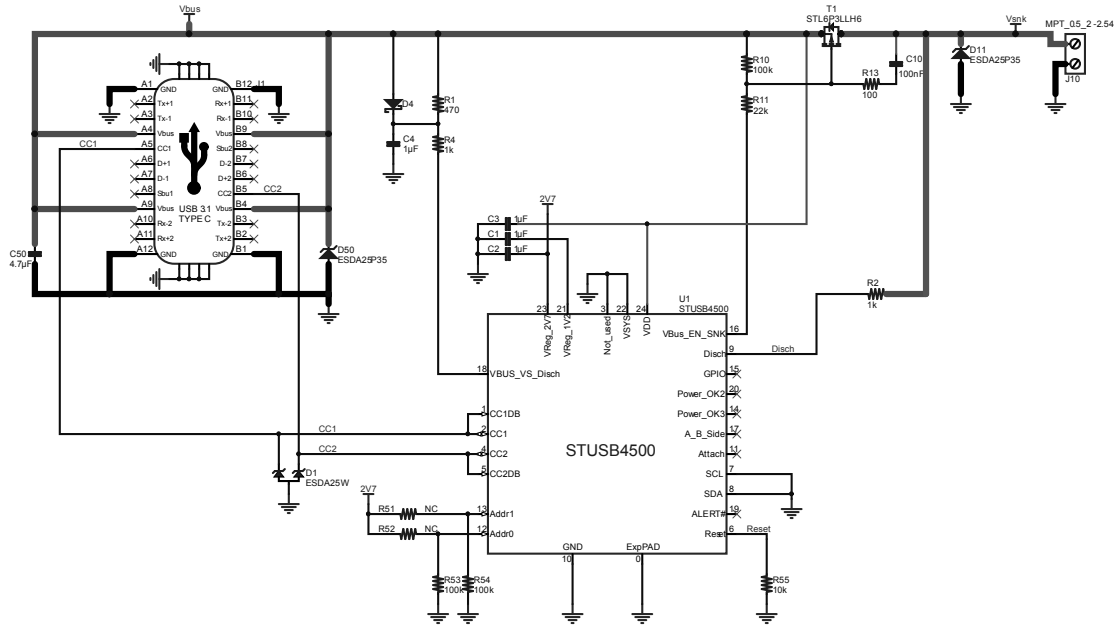 Vbus
T1
STL6P3LLH6
Vsnk
MPT_0.5_2-2.54
J10
D11
ESDA25P35
C10
100nF
R10
100k
R13
100
R11
22k
R1
470
D4
R4
1k
C4
1µF
J1
A1 GND GND B12
A2 Tx+1 Rx+1 B11
A3 Tx-1 Rx-1 B10
A4 Vbus Vbus B9
CC1 A5 CC1 Sbu2 B8
A6 D+1 D-2 B7
A7 D-1 D+2 B6
A8 Sbu1 CC2 B5 CC2
A9 Vbus Vbus B4
A10 Rx-2 Tx-2 B3
A11 Rx+2 Tx+2 B2
A12 GND GND B1
USB 3.1
TYPE C
C50
4.7µF
D50
ESDA25P35
2V7
C3 1µF
C1 1µF
C2 1µF
R2
1k
U1
STUSB4500
23 21 3 22 24
VReg_2V7
VReg_1V2
Not_used
VSYS
VDD
VBus_EN_SNK 16
Disch 9 Disch
GPIO 15
18 VBUS_VS_Disch
Power_OK2 20
Power_OK3 14
A_B_Side 17
Attach 11
SCL 7
SDA 8
ALERT# 19
Reset 6 Reset
1 CC1DB
CC1 2 CC1
CC2 4 CC2
5 CC2DB
STUSB4500
D1
ESDA25W
2V7
R51 NC 13 Addr1
R52 NC 12 Addr0
GND
10
ExpPAD
0
R53
100k
R54
100k
R55
10k